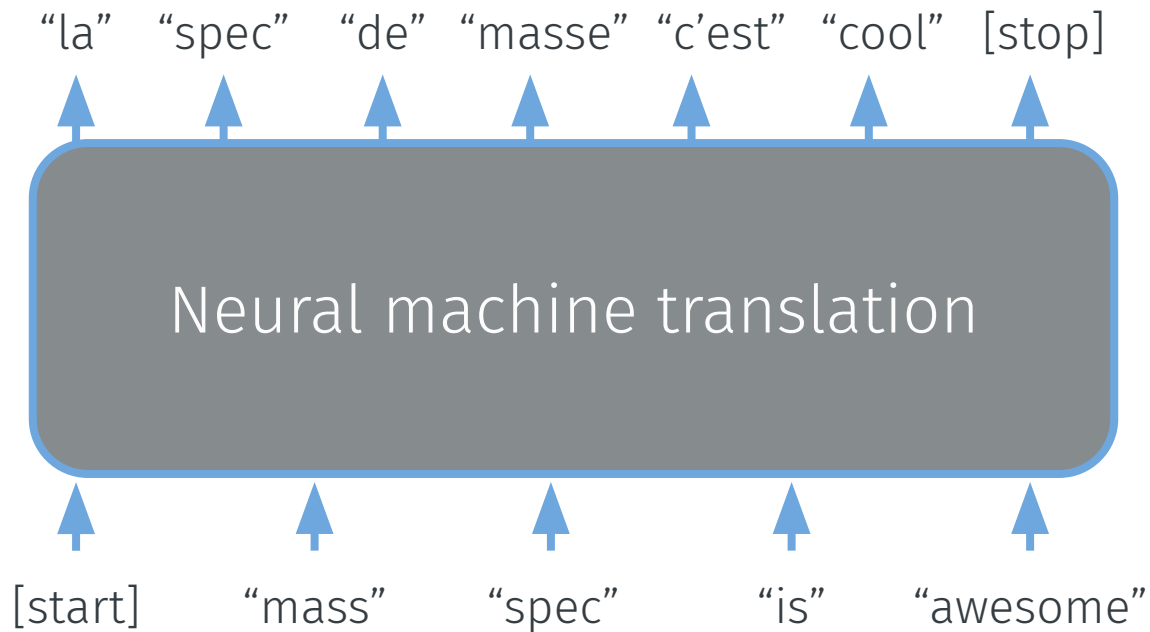 “la” “spec” “de” “masse” “c’est” “cool” [stop]
Neural machine translation
[start] “mass” “spec” “is” “awesome”